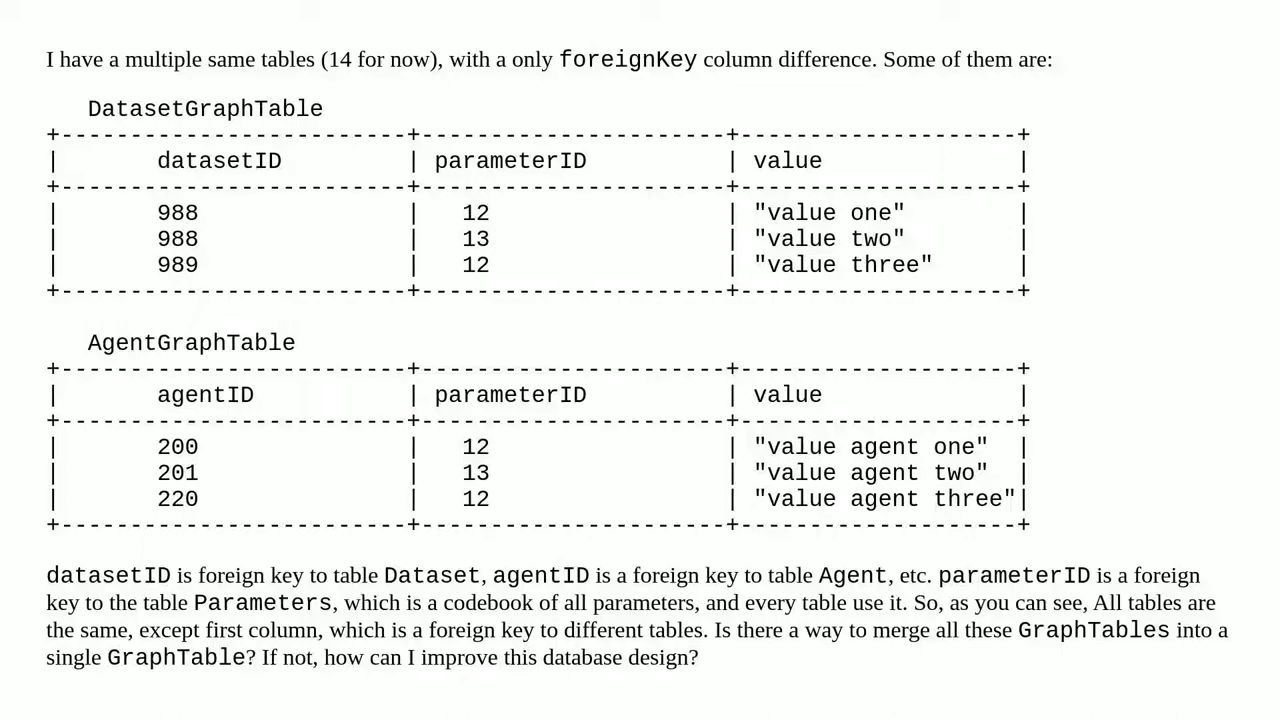 I have a multiple same tables (14 for now), with a only foreignKey column difference. Some of them are:
   DatasetGraphTable
+-------------------------+----------------------+--------------------+
|       datasetID         | parameterID          | value              |
+-------------------------+----------------------+--------------------+
|       988               |   12                 | "value one"        |
|       988               |   13                 | "value two"        |
|       989               |   12                 | "value three"      |
+-------------------------+----------------------+--------------------+
   AgentGraphTable
+-------------------------+----------------------+--------------------+
|       agentID           | parameterID          | value              |
+-------------------------+----------------------+--------------------+
|       200               |   12                 | "value agent one"  |
|       201               |   13                 | "value agent two"  |
|       220               |   12                 | "value agent three"|
+-------------------------+----------------------+--------------------+
datasetID is foreign key to table Dataset, agentID is a foreign key to table Agent, etc. parameterID is a foreign
key to the table Parameters, which is a codebook of all parameters, and every table use it. So, as you can see, All tables are
the same, except first column, which is a foreign key to different tables. Is there a way to merge all these GraphTables into a
single GraphTable? If not, how can I improve this database design?